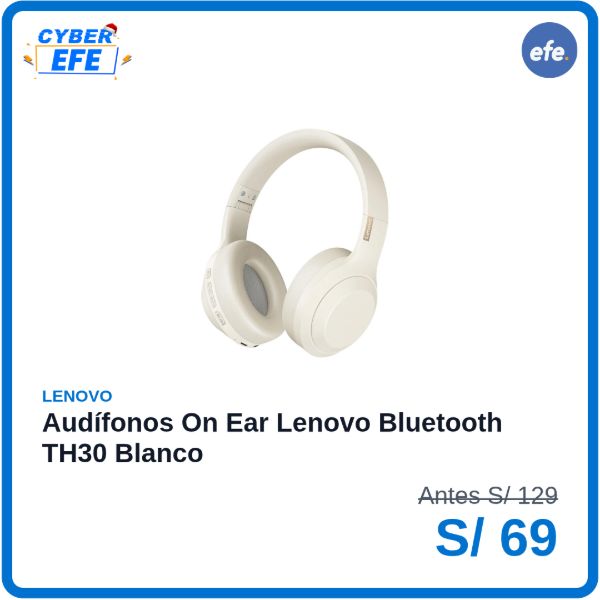 CYBER
EFE
efe.
LENOVO
Audífonos On Ear Lenovo Bluetooth
TH30 Blanco
Antes S/ 129
S/ 69